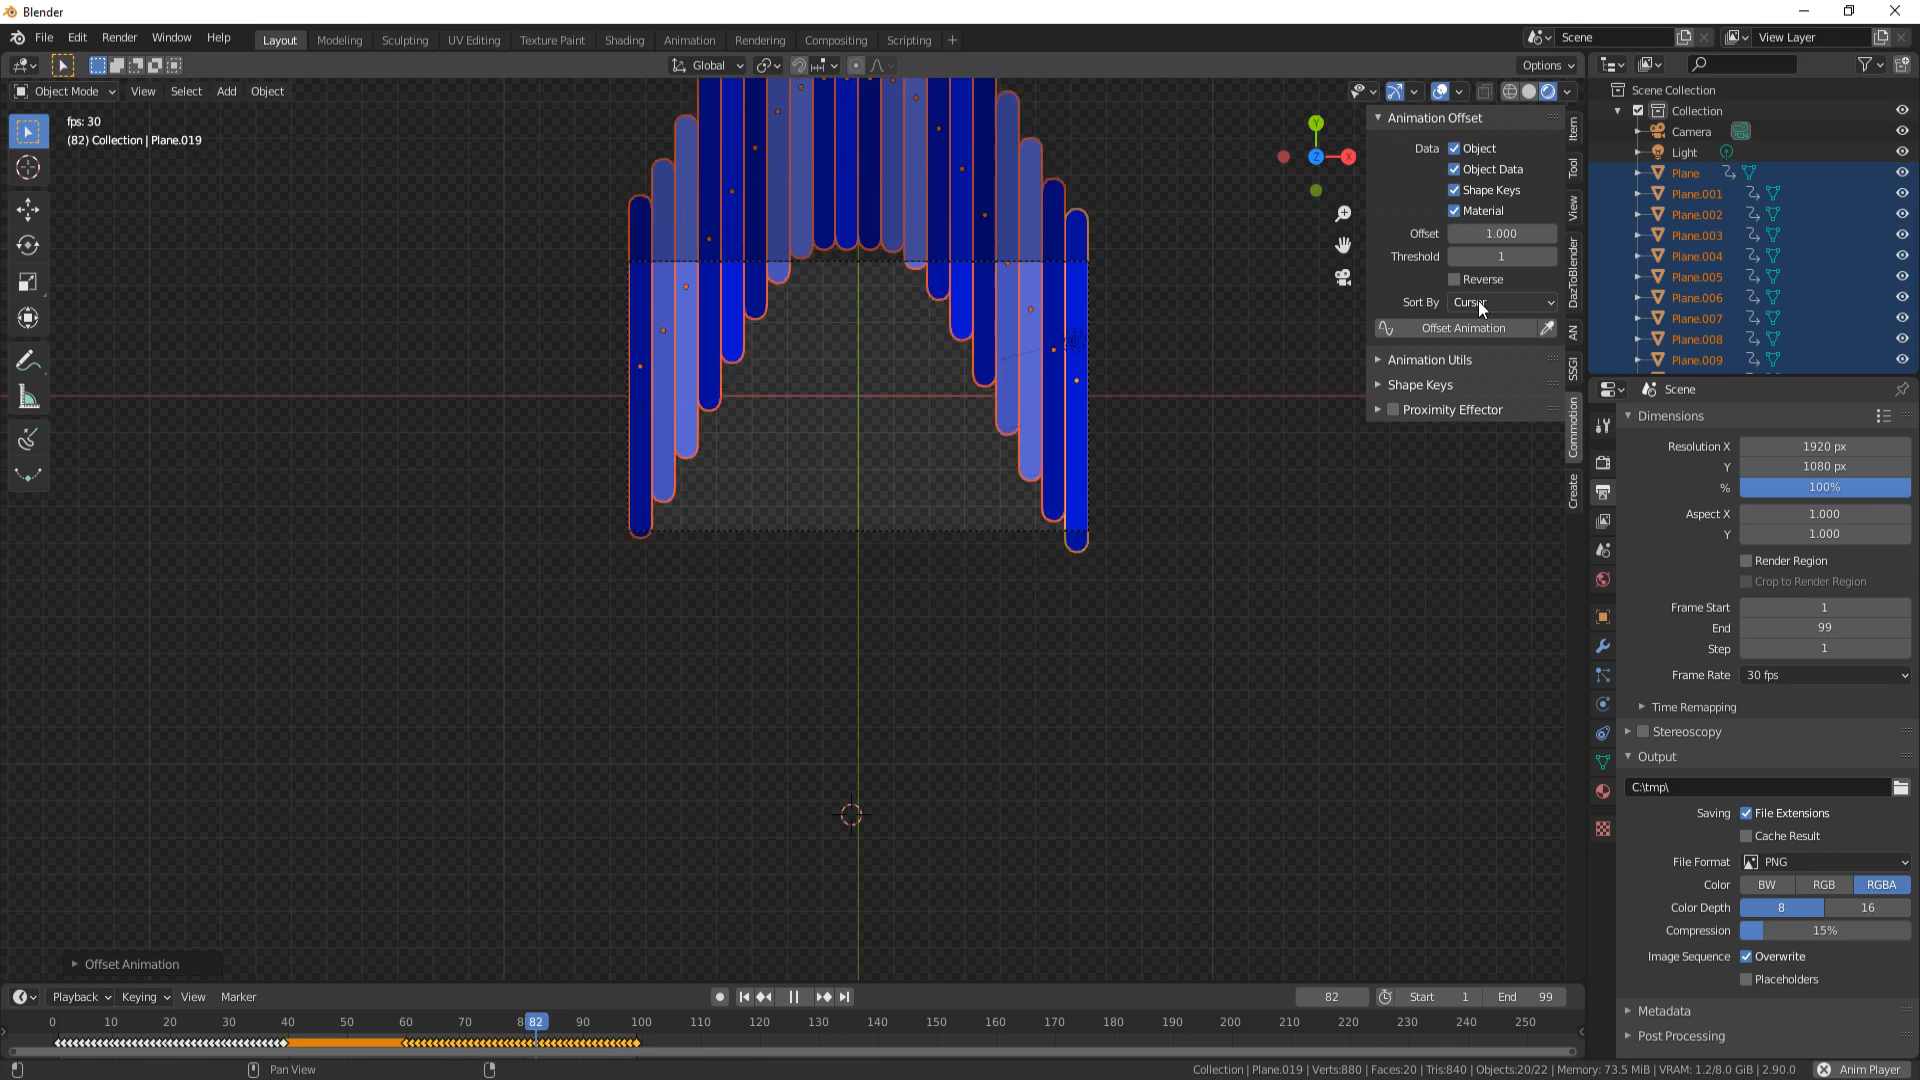 Blender
File Edit Render Window Help
Layout Modeling Sculpting UV Editing Texture Paint Shading Animation Rendering Compositing Scripting +
Scene
View Layer
Global
Options
Object Mode View Select Add Object
fps: 30
(82) Collection | Plane.019
Y
Z
X
Animation Offset
Data Object
Object Data
Shape Keys
Material
Offset 1.000
Threshold 1
Reverse
Sort By Cursor
Offset Animation
Animation Utils
Shape Keys
Proximity Effector
Item
Tool
View
DazToBlender
AN
SSGI
Commotion
Create
Scene Collection
Collection
Camera
Light
Plane
Plane.001
Plane.002
Plane.003
Plane.004
Plane.005
Plane.006
Plane.007
Plane.008
Plane.009
Scene
Dimensions
Resolution X 1920 px
Y 1080 px
% 100%
Aspect X 1.000
Y 1.000
Render Region
Crop to Render Region
Frame Start 1
End 99
Step 1
Frame Rate 30 fps
Time Remapping
Stereoscopy
Output
C:\tmp\
Saving File Extensions
Cache Result
File Format PNG
Color BW RGB RGBA
Color Depth 8 16
Compression 15%
Image Sequence Overwrite
Placeholders
Metadata
Post Processing
Offset Animation
Playback Keying View Marker
82 Start 1 End 99
0 10 20 30 40 50 60 70 8 82 90 100 110 120 130 140 150 160 170 180 190 200 210 220 230 240 250
Pan View
Collection | Plane.019 | Verts:880 | Faces:20 | Tris:840 | Objects:20/22 | Memory: 73.5 MiB | VRAM: 1.2/8.0 GiB | 2.90.0
Anim Player